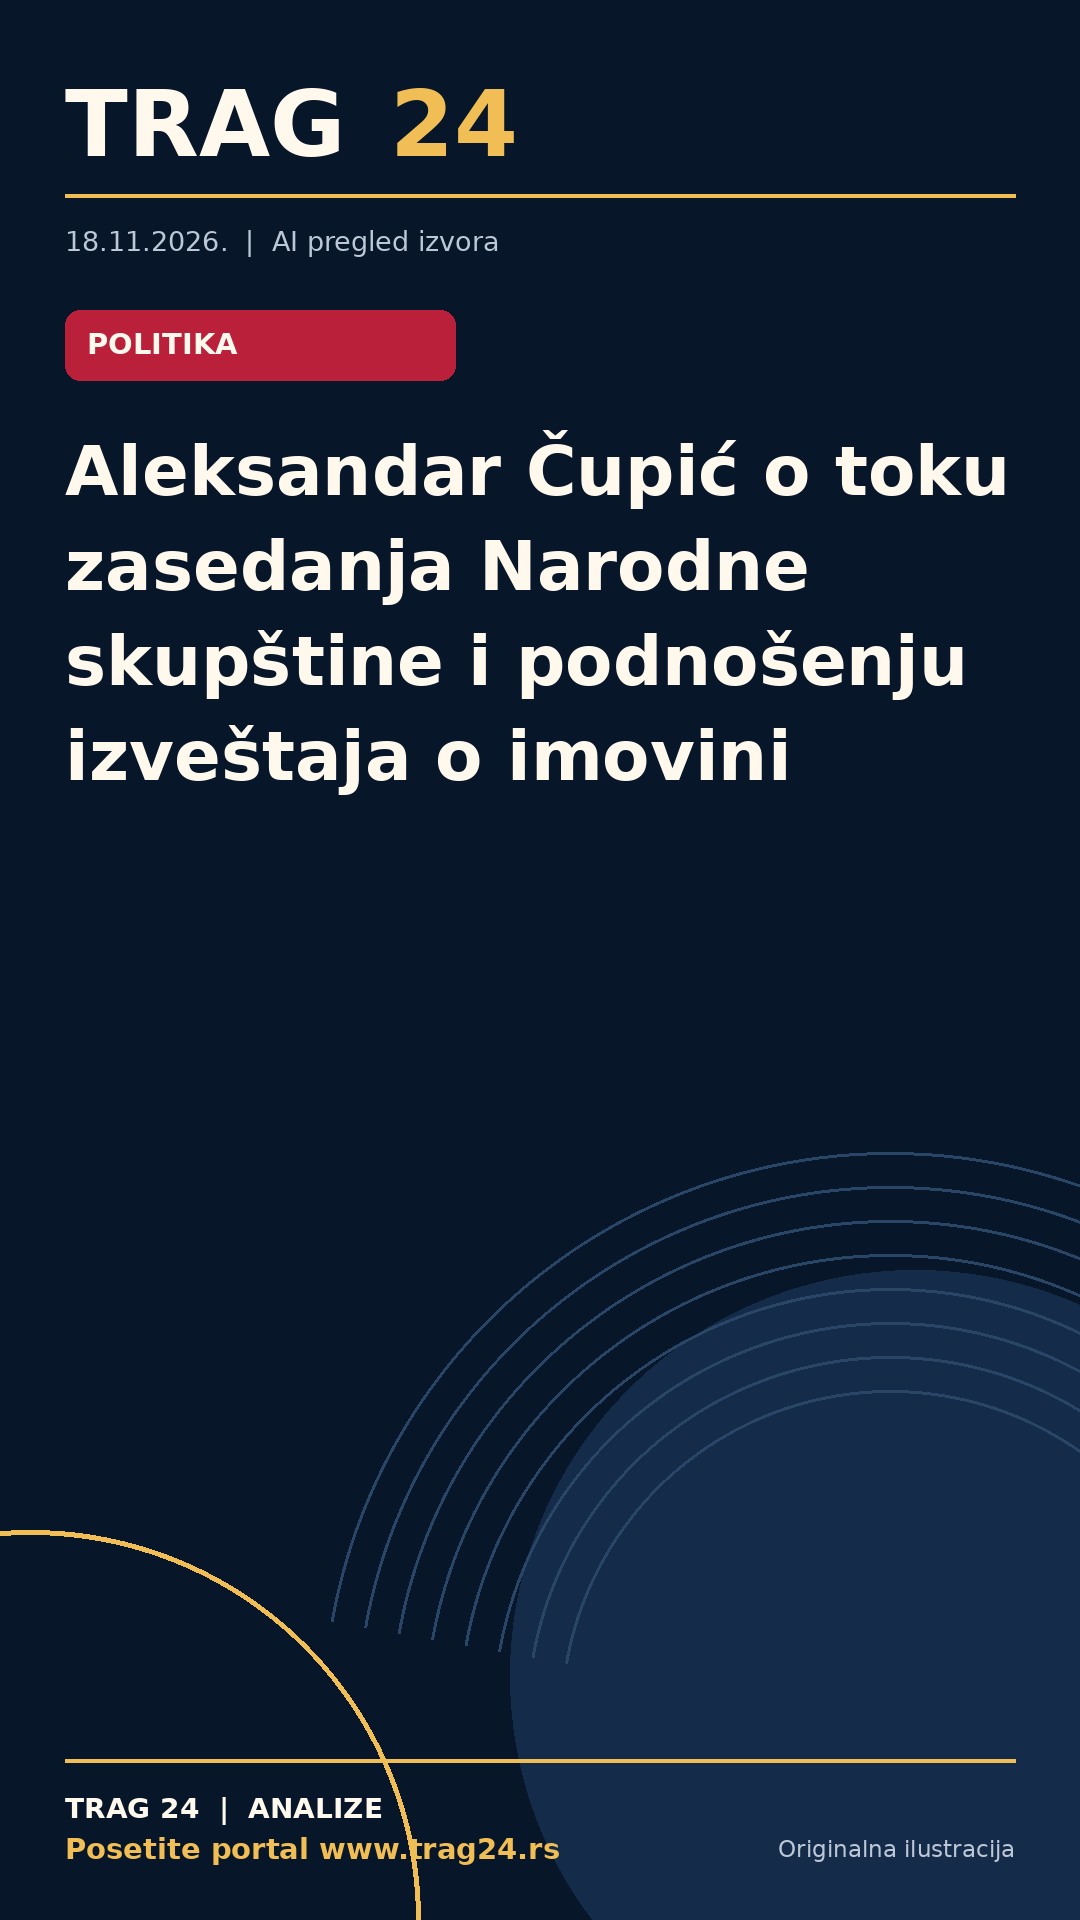 TRAG 24
18.11.2026. | AI pregled izvora
POLITIKA
Aleksandar Čupić o toku
zasedanja Narodne
skupštine i podnošenju
izveštaja o imovini
TRAG 24 | ANALIZE
Posetite portal www.trag24.rs
Originalna ilustracija